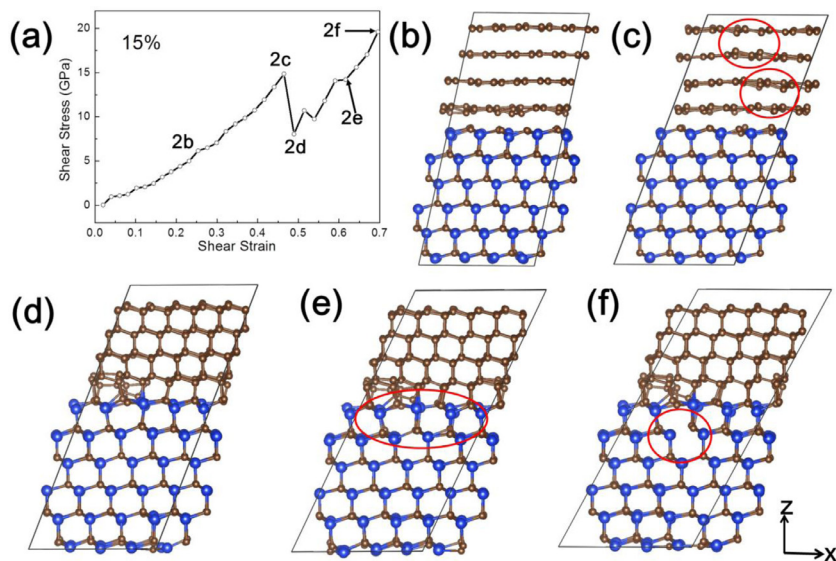 (a)
15%
Shear Stress (GPa)
20
15
10
5
0
2b
2c
2d
2e
2f
0.0 0.1 0.2 0.3 0.4 0.5 0.6 0.7
Shear Strain
(b)
(c)
(d)
(e)
(f)
z
x